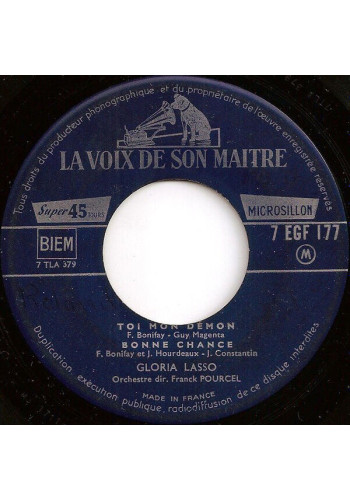 Tous droits du producteur phonographique et du propriétaire de l'oeuvre enregistrée réservés
LA VOIX DE SON MAITRE
Super 45 TOURS
MICROSILLON
BIEM
7 EGF 177
7 TLA 379
M
TOI MON DEMON
F. Bonifay - Guy Magenta
BONNE CHANCE
F. Bonifay et J. Hourdeaux - J. Constantin
GLORIA LASSO
Orchestre dir. Franck POURCEL
MADE IN FRANCE
Duplication, exécution publique, radiodiffusion de ce disque interdites